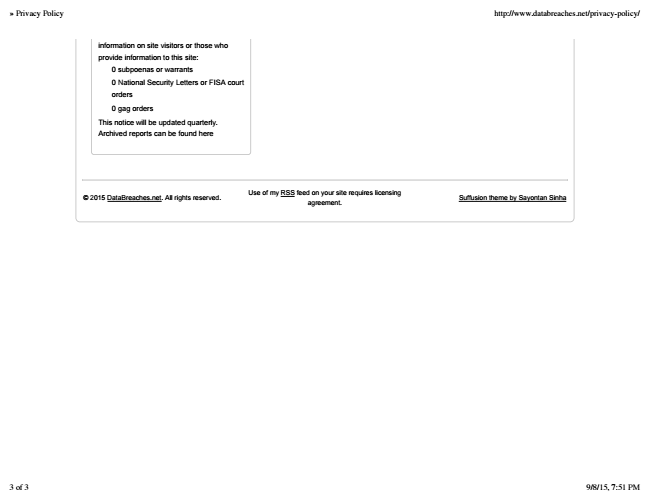 » Privacy Policy
http://www.databreaches.net/privacy-policy/
information on site visitors or those who
provide information to this site:
0 subpoenas or warrants
0 National Security Letters or FISA court
orders
0 gag orders
This notice will be updated quarterly.
Archived reports can be found here
© 2015 DataBreaches.net. All rights reserved.
Use of my RSS feed on your site requires licensing
agreement.
Suffusion theme by Sayontan Sinha
3 of 3
9/8/15, 7:51 PM